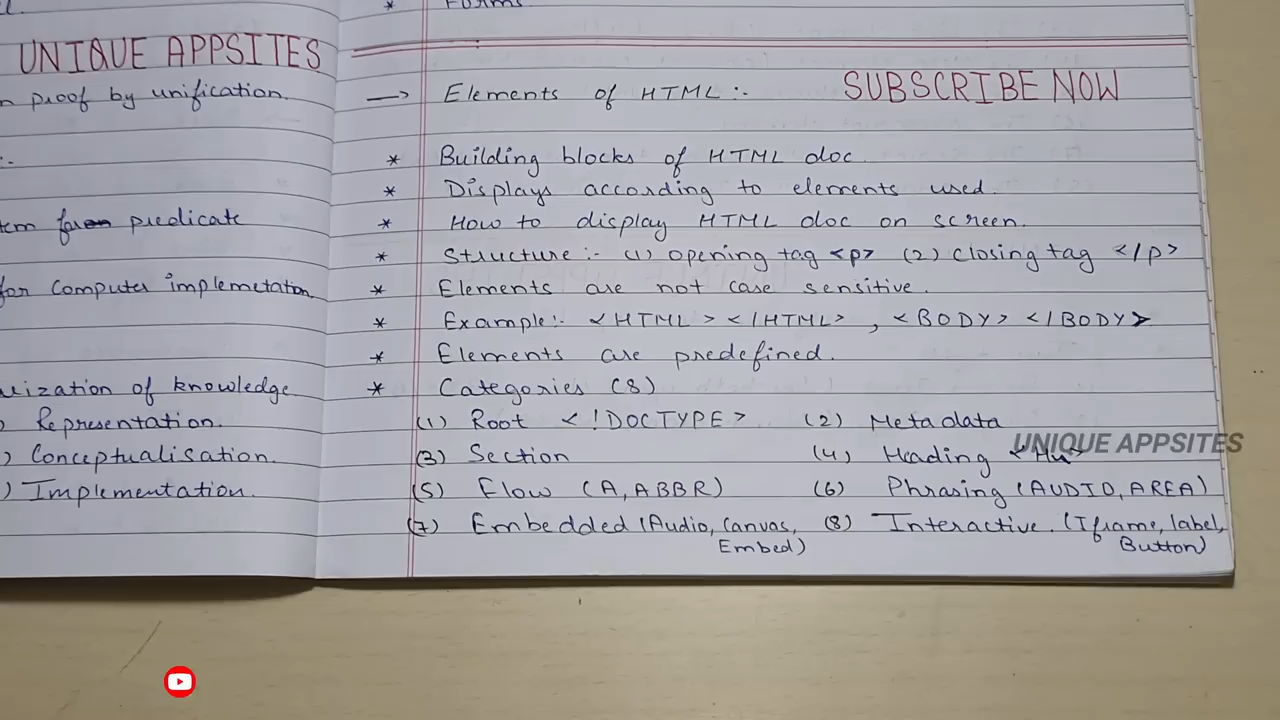 UNIQUE APPSITES
proof by unification.
:-
predicate
for Computer implemetation.
of knowledge
Representation.
) Conceptualisation.
) Implementation.
* Forms
SUBSCRIBE NOW
→ Elements of HTML :-
* Building blocks of HTML doc.
* Displays according to elements used.
* How to display HTML doc on screen.
* Structure :- (1) opening tag <p> (2) closing tag </p>
* Elements are not case sensitive.
* Example :- <HTML> </HTML> , <BODY> </BODY>
* Elements are predefined.
* Categories (8)
(1) Root <!DOCTYPE> (2) Metadata
(3) Section (4) Heading <Hn>
(5) Flow (A, ABBR) (6) Phrasing (AUDIO, AREA)
(7) Embedded (Audio, Canvas, (8) Interactive. (Iframe, label,
Embed) Button)
UNIQUE APPSITES